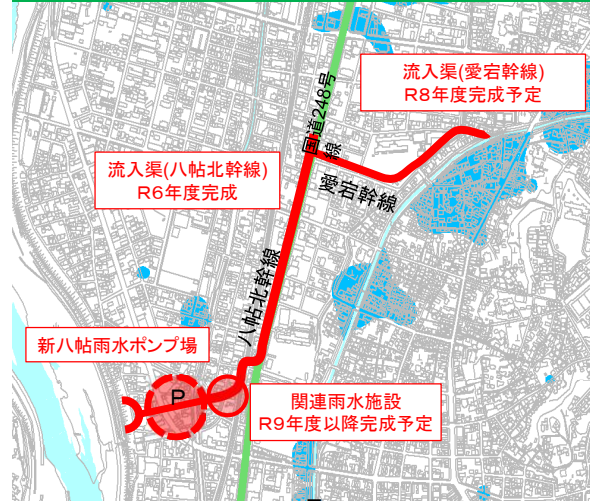 流入渠(愛宕幹線)
R8年度完成予定
国道248号
線
流入渠(八帖北幹線)
R6年度完成
愛宕幹線
八帖北幹線
新八帖雨水ポンプ場
P
関連雨水施設
R9年度以降完成予定